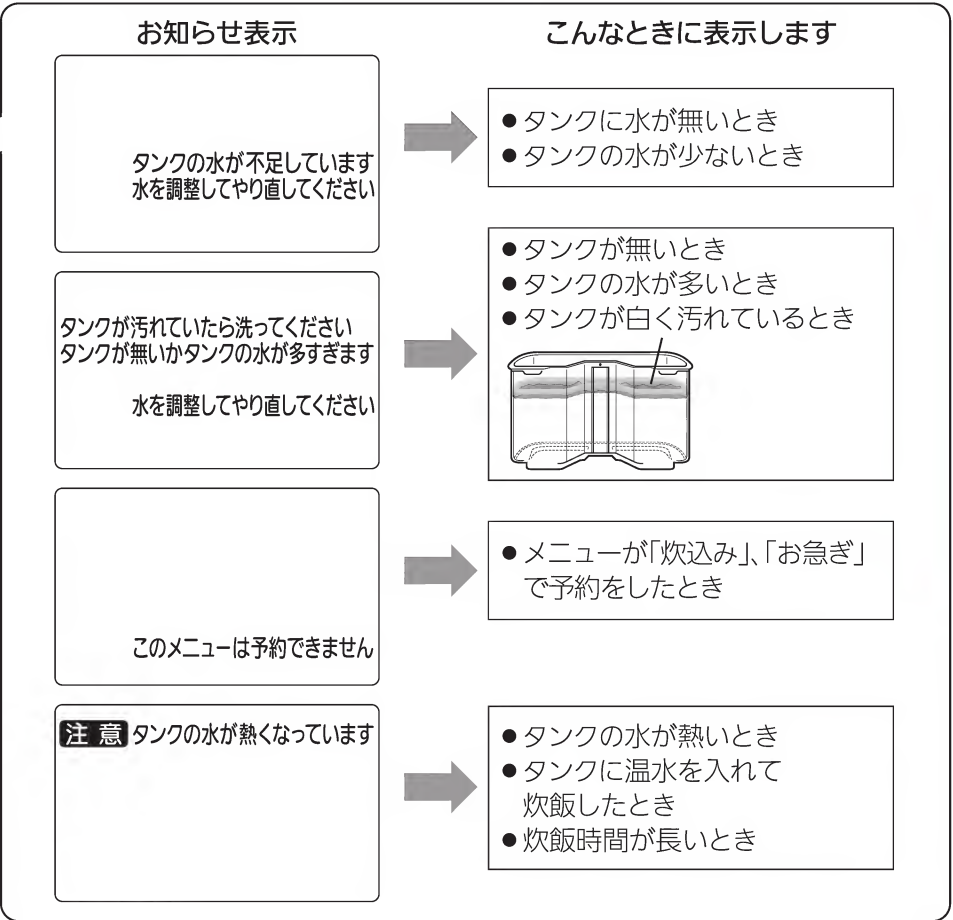 お知らせ表示
こんなときに表示します
タンクの水が不足しています
水を調整してやり直してください
●タンクに水が無いとき
●タンクの水が少ないとき
タンクが汚れていたら洗ってください
タンクが無いかタンクの水が多すぎます
水を調整してやり直してください
●タンクが無いとき
●タンクの水が多いとき
●タンクが白く汚れているとき
このメニューは予約できません
●メニューが「炊込み」、「お急ぎ」
で予約をしたとき
注意 タンクの水が熱くなっています
●タンクの水が熱いとき
●タンクに温水を入れて
炊飯したとき
●炊飯時間が長いとき